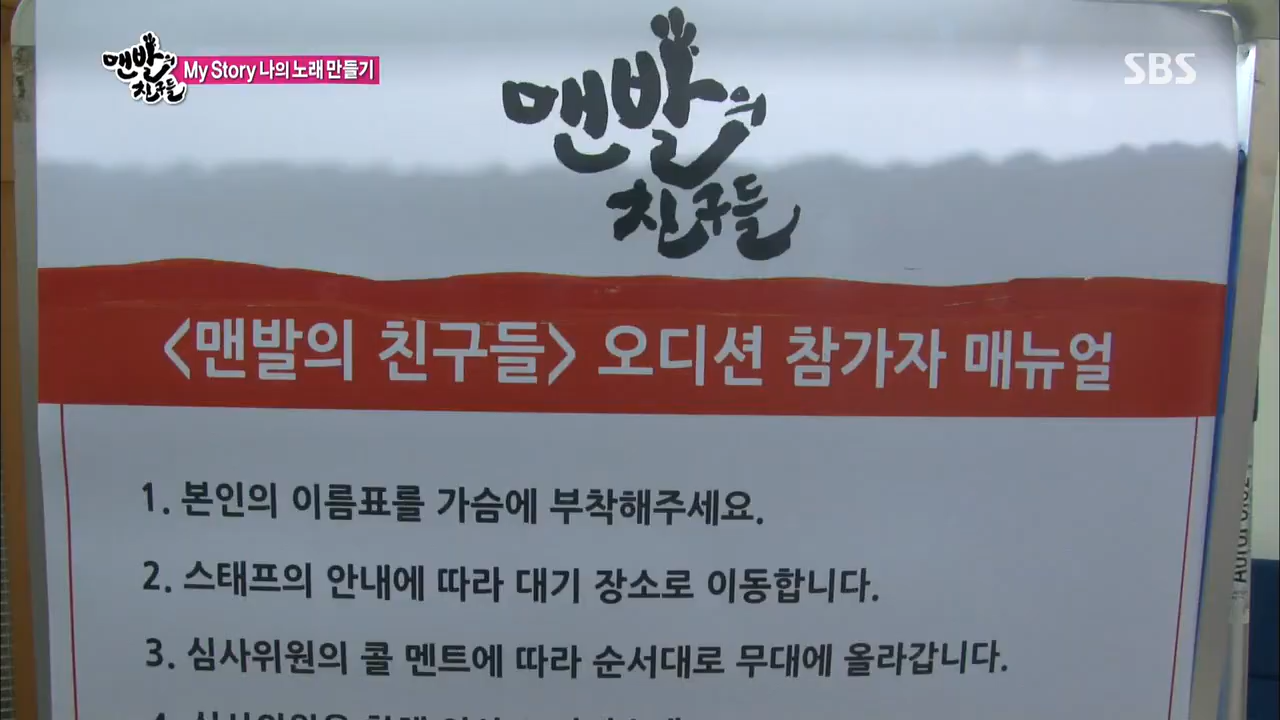 맨발의 친구들
My Story 나의 노래 만들기
SBS
맨발의
친구들
<맨발의 친구들> 오디션 참가자 매뉴얼
1. 본인의 이름표를 가슴에 부착해주세요.
2. 스태프의 안내에 따라 대기 장소로 이동합니다.
3. 심사위원의 콜 멘트에 따라 순서대로 무대에 올라갑니다.